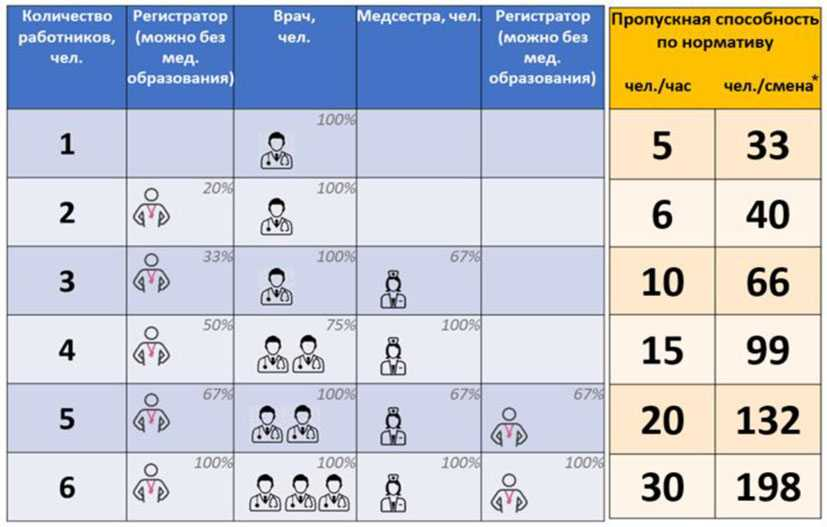 Количество работников, чел.
Регистратор (можно без мед. образования)
Врач, чел.
Медсестра, чел.
Регистратор (можно без мед. образования)
Пропускная способность по нормативу
чел./час чел./смена*
1 100% 5 33
2 20% 100% 6 40
3 33% 100% 67% 10 66
4 50% 75% 100% 15 99
5 67% 100% 67% 67% 20 132
6 100% 100% 100% 100% 30 198